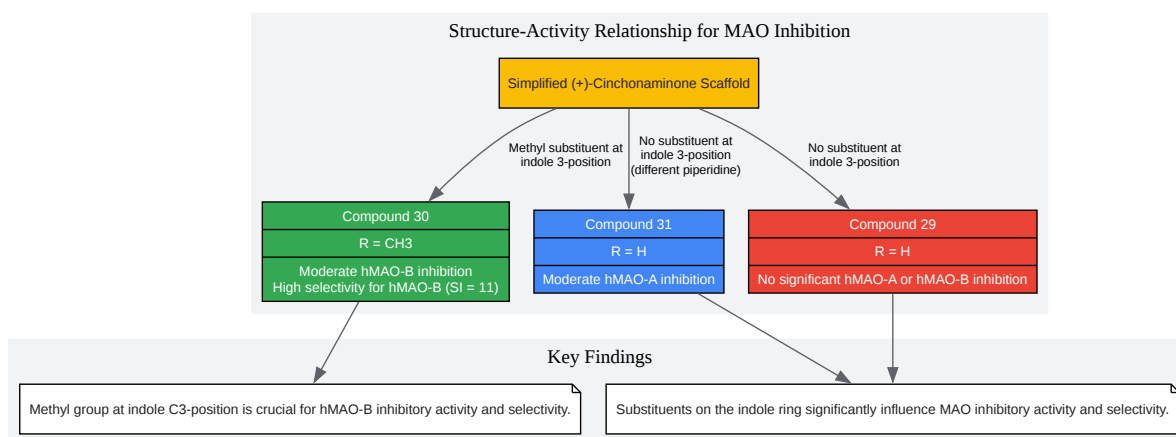 Structure-Activity Relationship for MAO Inhibition
Simplified (+)-Cinchonaminone Scaffold
Methyl substituent at
indole 3-position
No substituent at
indole 3-position
(different piperidine)
No substituent at
indole 3-position
Compound 30
R = CH3
Moderate hMAO-B inhibition
High selectivity for hMAO-B (SI = 11)
Compound 31
R = H
Moderate hMAO-A inhibition
Compound 29
R = H
No significant hMAO-A or hMAO-B inhibition
Key Findings
Methyl group at indole C3-position is crucial for hMAO-B inhibitory activity and selectivity.
Substituents on the indole ring significantly influence MAO inhibitory activity and selectivity.